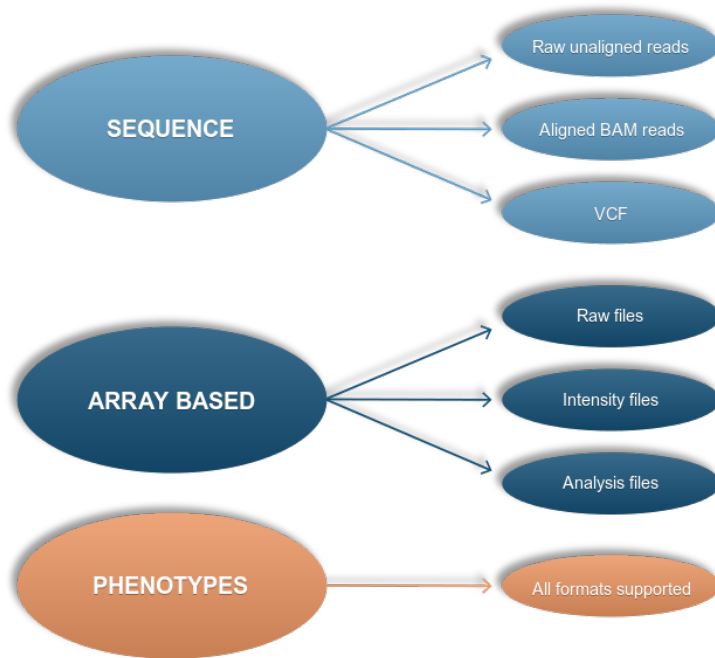 SEQUENCE
Raw unaligned reads
Aligned BAM reads
VCF
ARRAY BASED
Raw files
Intensity files
Analysis files
PHENOTYPES
All formats supported